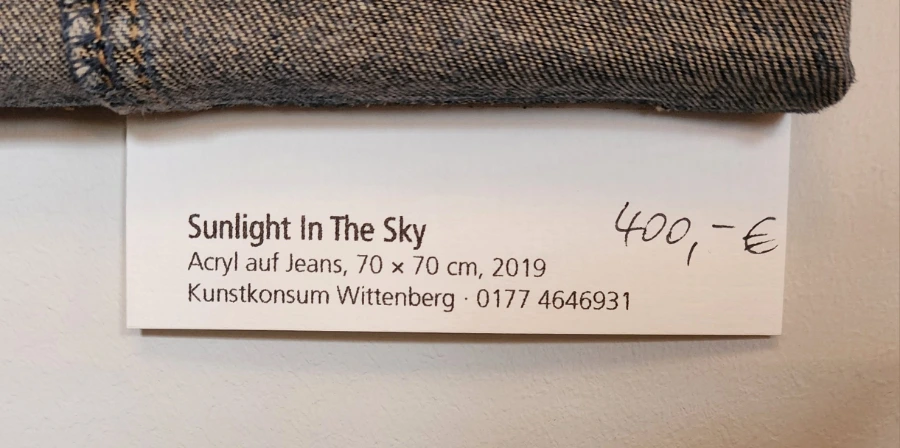 Sunlight In The Sky
400,-€
Acryl auf Jeans, 70 × 70 cm, 2019
Kunstkonsum Wittenberg · 0177 4646931